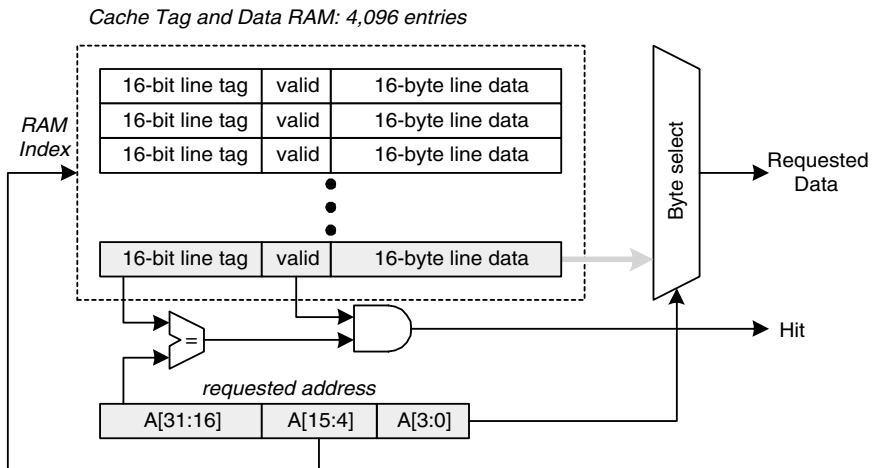 Cache Tag and Data RAM: 4,096 entries
RAM
Index
16-bit line tag valid 16-byte line data
16-bit line tag valid 16-byte line data
16-bit line tag valid 16-byte line data
16-bit line tag valid 16-byte line data
Byte select
Requested
Data
=
Hit
requested address
A[31:16] A[15:4] A[3:0]